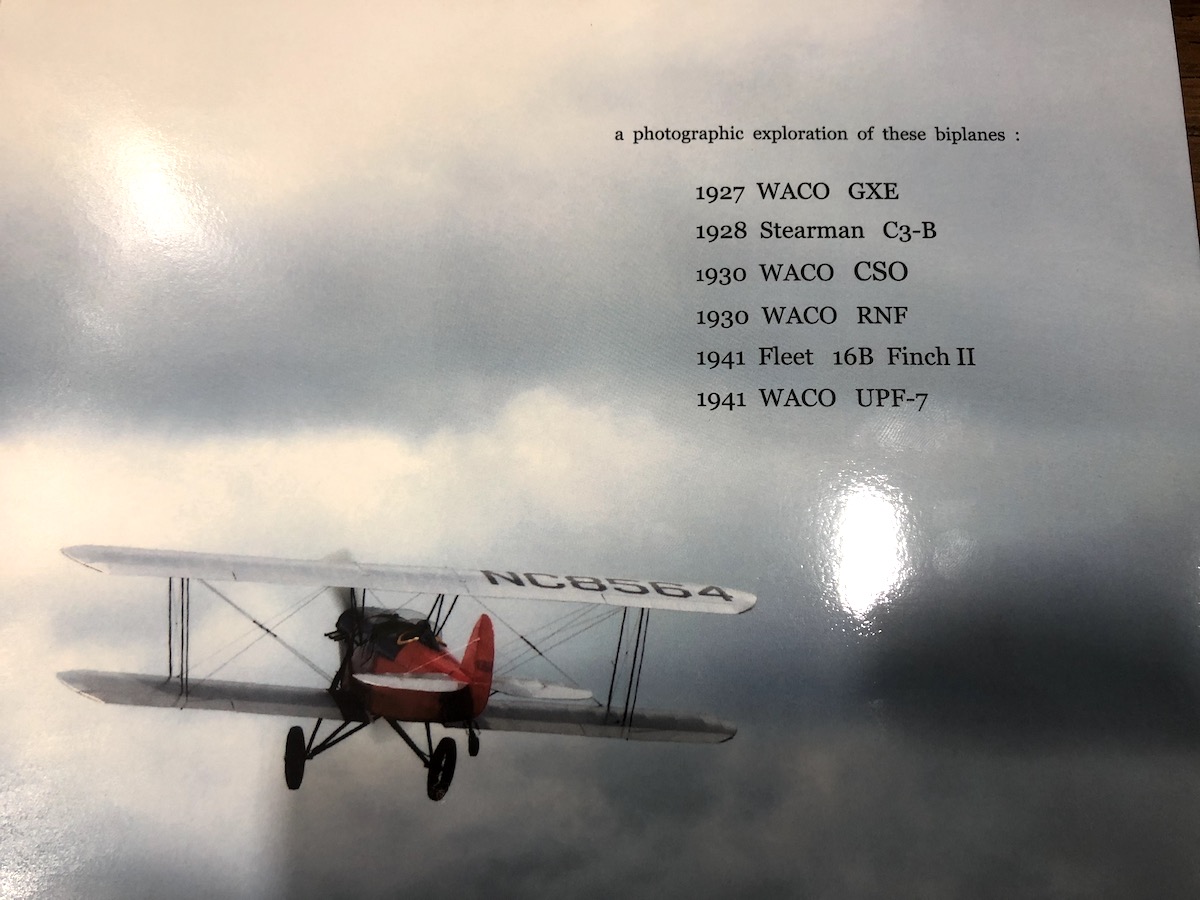 a photographic exploration of these biplanes :
1927 WACO GXE
1928 Stearman C3-B
1930 WACO CSO
1930 WACO RNF
1941 Fleet 16B Finch II
1941 WACO UPF-7
NC8564